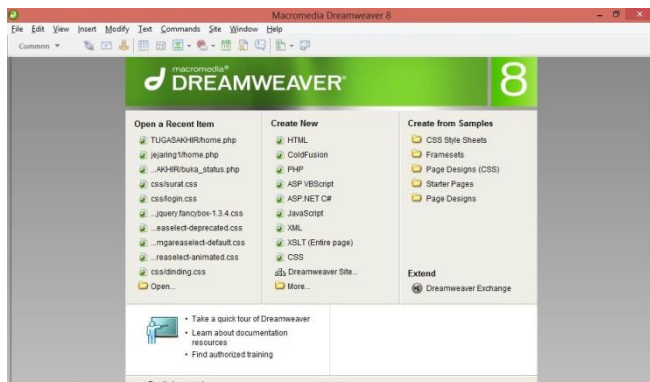 Macromedia Dreamweaver 8
File Edit View Insert Modify Text Commands Site Window Help
Common
macromedia®
DREAMWEAVER®
8
Open a Recent Item
TUGASAKHIR/home.php
jejaring1/home.php
...AKHIR/buka_status.php
css/surat.css
css/login.css
...jquery.fancybox-1.3.4.css
...easelect-deprecated.css
...mgareaselect-default.css
...reaselect-animated.css
css/dinding.css
Open...
Create New
HTML
ColdFusion
PHP
ASP VBScript
ASP.NET C#
JavaScript
XML
XSLT (Entire page)
CSS
Dreamweaver Site...
More...
Create from Samples
CSS Style Sheets
Framesets
Page Designs (CSS)
Starter Pages
Page Designs
Extend
Dreamweaver Exchange
• Take a quick tour of Dreamweaver
• Learn about documentation
resources
• Find authorized training